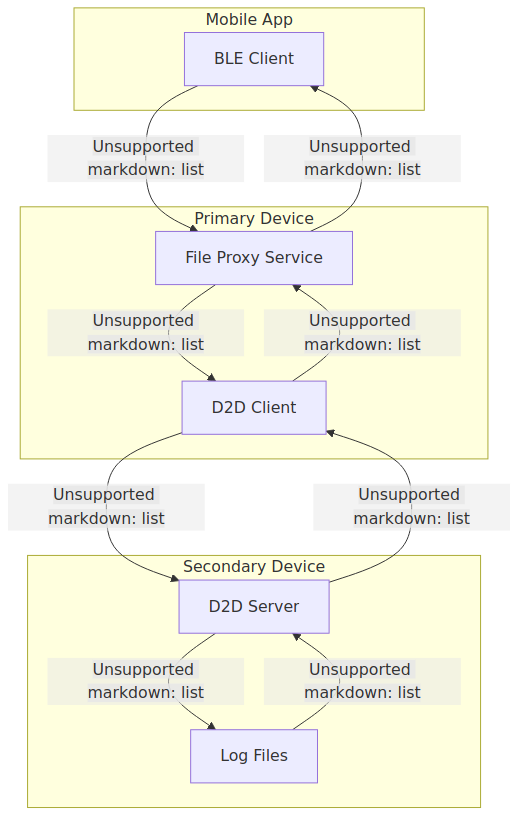 Mobile App
BLE Client
Unsupported
markdown: list
Unsupported
markdown: list
Primary Device
File Proxy Service
Unsupported
markdown: list
Unsupported
markdown: list
D2D Client
Unsupported
markdown: list
Unsupported
markdown: list
Secondary Device
D2D Server
Unsupported
markdown: list
Unsupported
markdown: list
Log Files